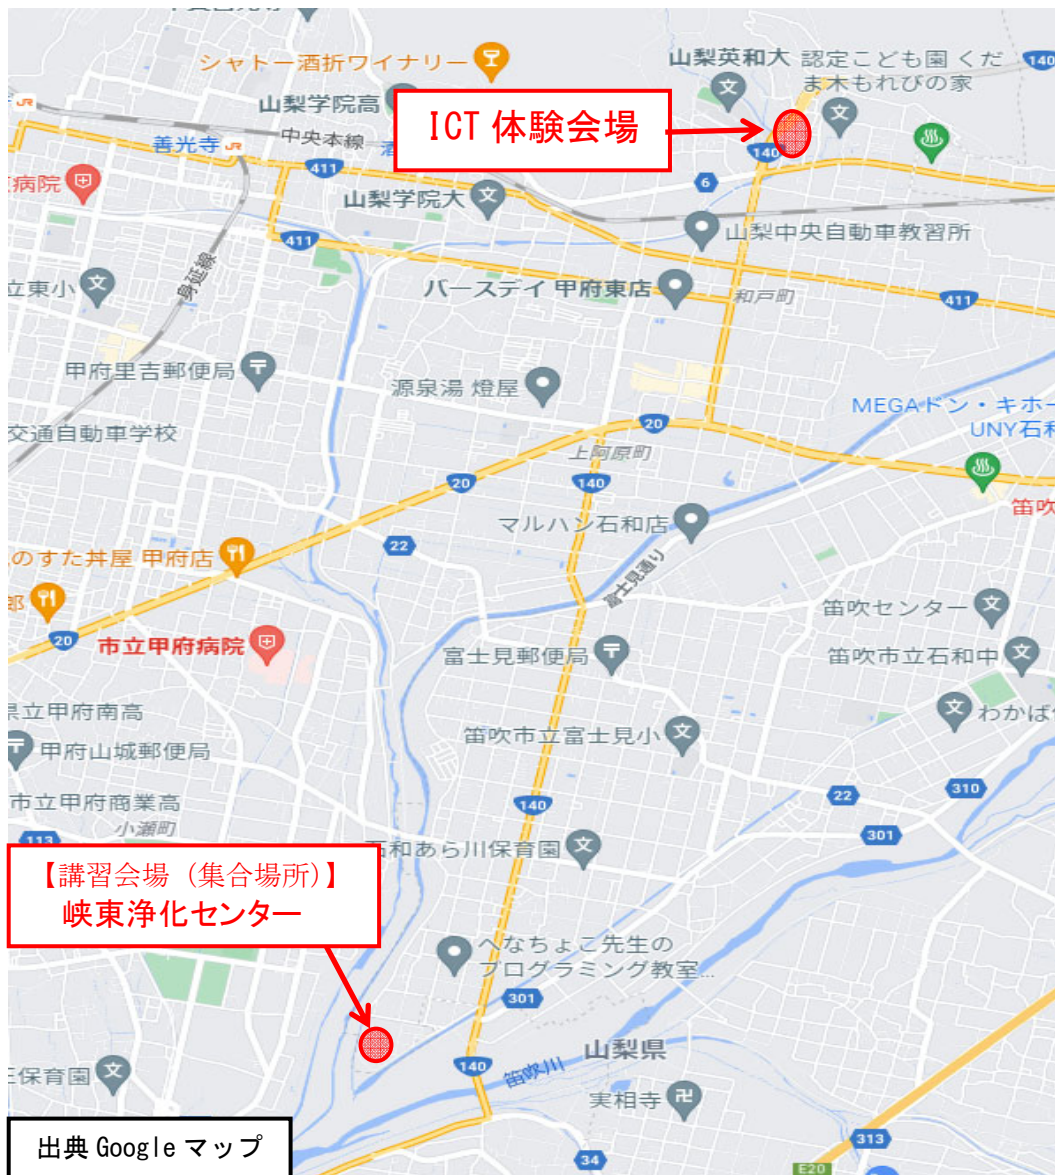 シャトー酒折ワイナリー
山梨英和大
認定こども園 くだ
ま木もれびの家
140
JR
山梨学院高
ICT 体験会場
善光寺 JR
中央本線
411
140
病院
6
山梨学院大
411
山梨中央自動車教習所
立東小
身延線
バースデイ 甲府東店
和戸町
411
甲府里吉郵便局
源泉湯 燈屋
MEGAドン・キホー
UNY石和
交通自動車学校
20
上阿原町
20
140
笛吹
マルハン石和店
のすた丼屋 甲府店
22
富士見通り
郎
笛吹センター
20
市立甲府病院
富士見郵便局
笛吹市立石和中
県立甲府南高
わかば
甲府山城郵便局
笛吹市立富士見小
市立甲府商業高
小瀬町
140
22
310
113
301
石和あら川保育園
【講習会場（集合場所）】
峡東浄化センター
へなちょこ先生の
プログラミング教室...
301
140
笛吹川
山梨県
保育園
実相寺
出典 Google マップ
313
34
E20